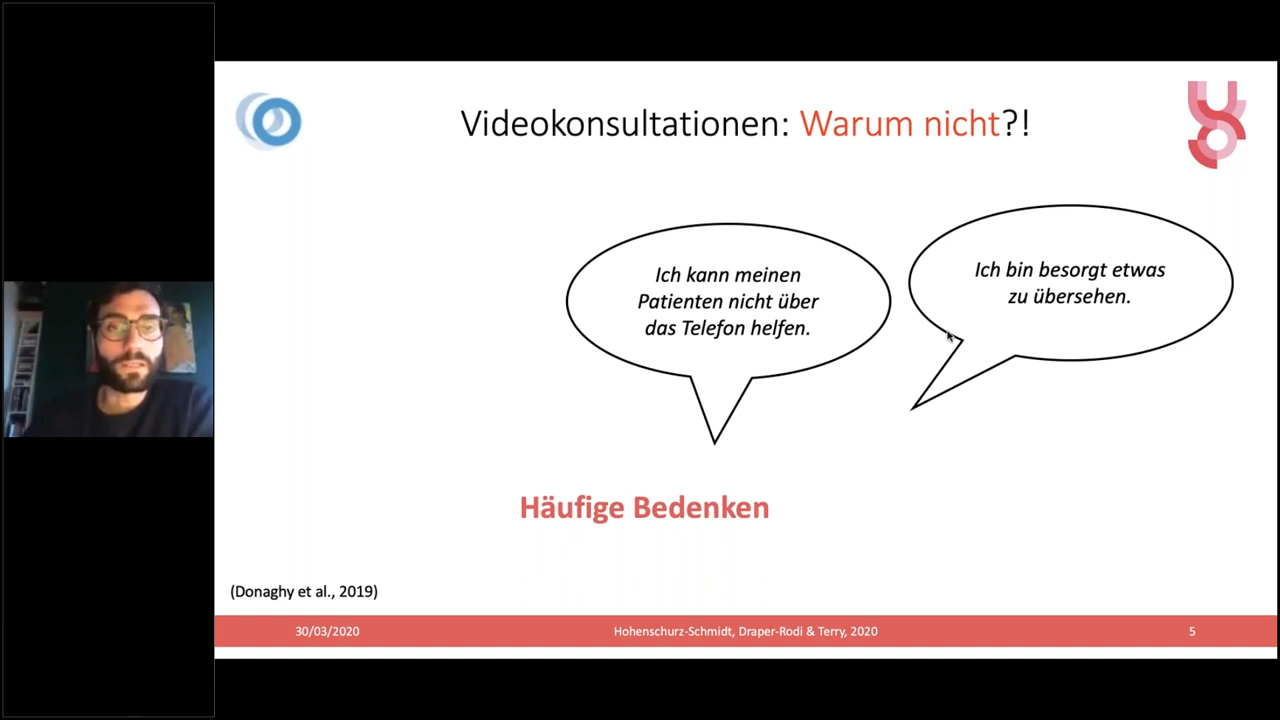 Videokonsultationen: Warum nicht?!
Ich kann meinen
Patienten nicht über
das Telefon helfen.
Ich bin besorgt etwas
zu übersehen.
Häufige Bedenken
(Donaghy et al., 2019)
30/03/2020
Hohenschurz-Schmidt, Draper-Rodi & Terry, 2020
5